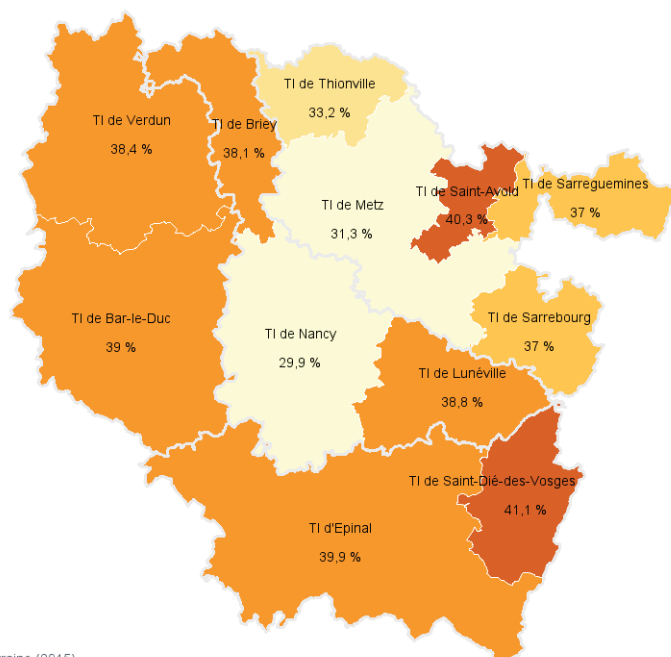 TI de Thionville
33,2 %
TI de Verdun
38,4 %
TI de Briey
38,1 %
TI de Saint-Avold
40,3 %
TI de Sarreguemines
37 %
TI de Metz
31,3 %
TI de Bar-le-Duc
39 %
TI de Nancy
29,9 %
TI de Sarrebourg
37 %
TI de Lunéville
38,8 %
TI de Saint-Dié-des-Vosges
41,1 %
TI d'Epinal
39,9 %